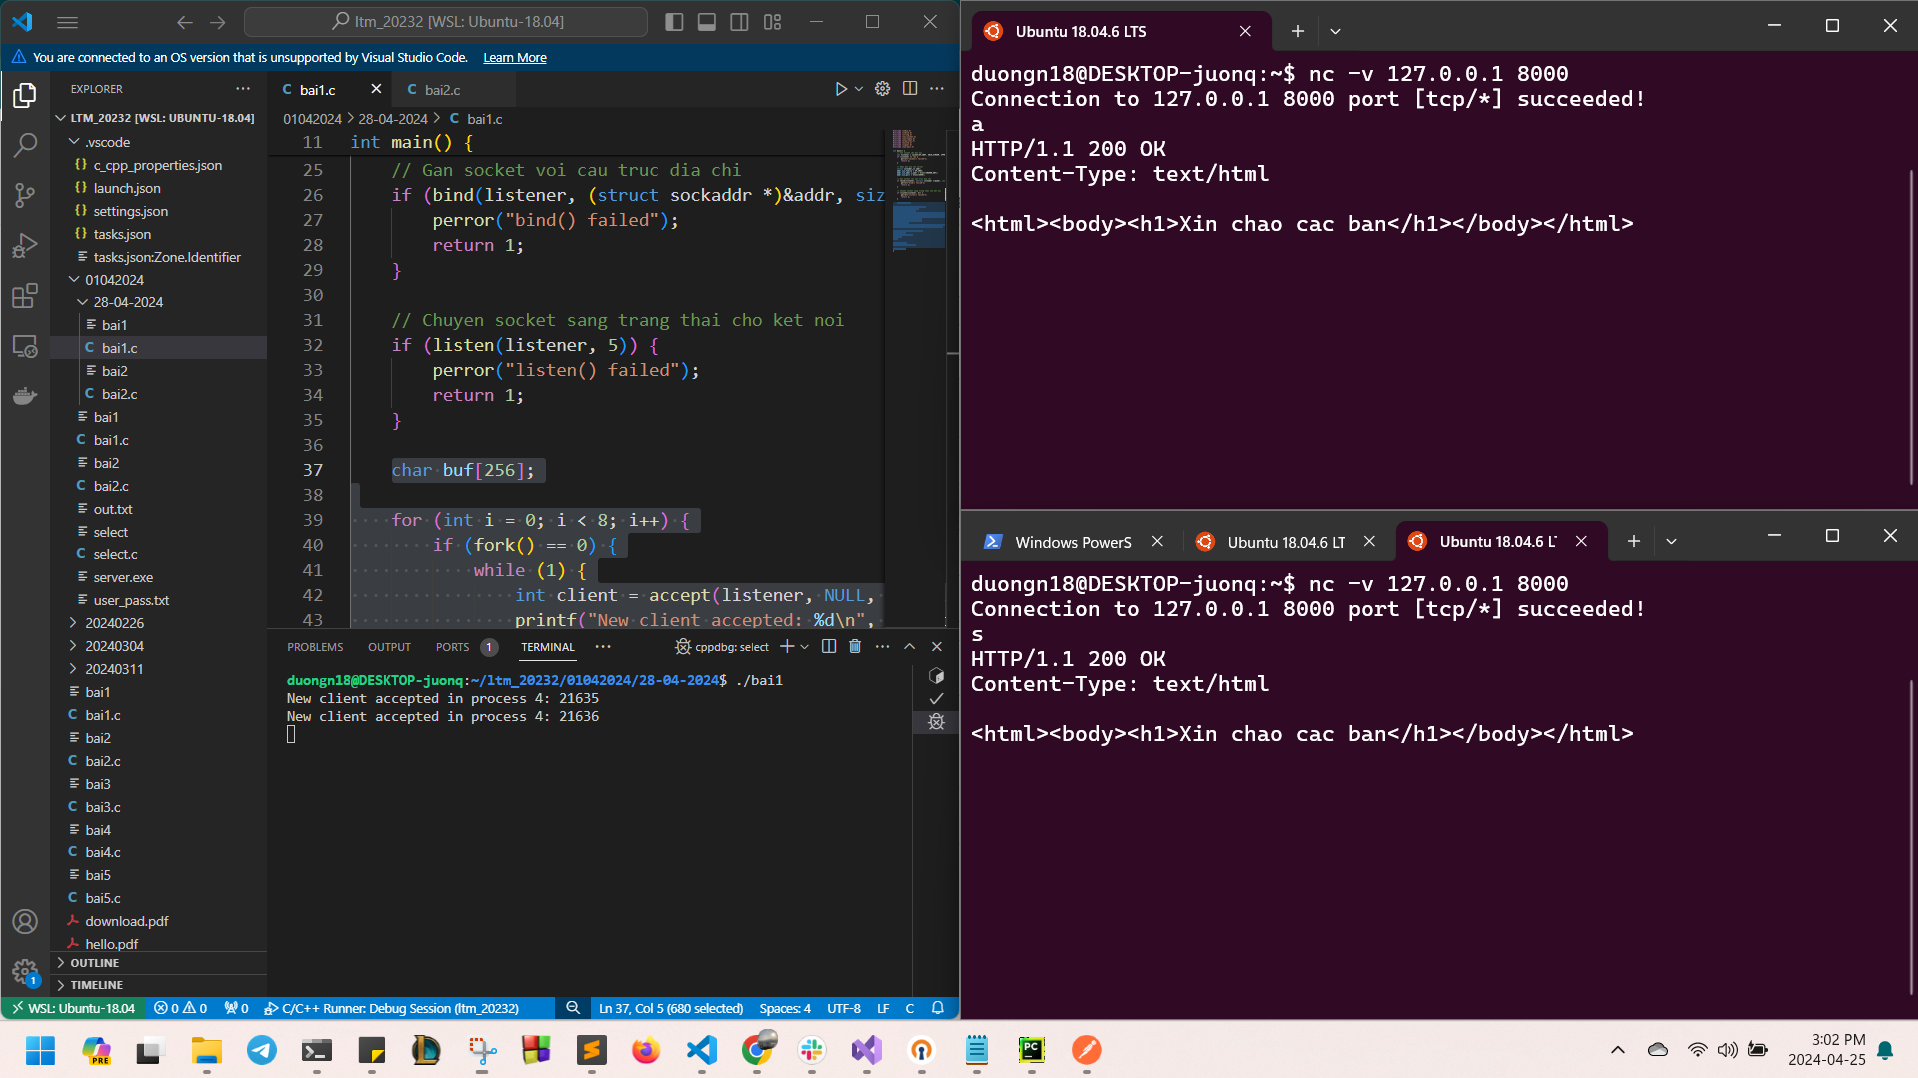 ltm_20232 [WSL: Ubuntu-18.04]
You are connected to an OS version that is unsupported by Visual Studio Code. Learn More
EXPLORER
LTM_20232 [WSL: UBUNTU-18.04]
.vscode
c_cpp_properties.json
launch.json
settings.json
tasks.json
tasks.json:Zone.Identifier
01042024
28-04-2024
bai1
bai1.c
bai2
bai2.c
bai1
bai1.c
bai2
bai2.c
out.txt
select
select.c
server.exe
user_pass.txt
20240226
20240304
20240311
bai1
bai1.c
bai2
bai2.c
bai3
bai3.c
bai4
bai4.c
bai5
bai5.c
download.pdf
hello.pdf
OUTLINE
TIMELINE
bai1.c
bai2.c
01042024 > 28-04-2024 > C bai1.c
11 int main() {
25 // Gan socket voi cau truc dia chi
26 if (bind(listener, (struct sockaddr *)&addr, siz
27 perror("bind() failed");
28 return 1;
29 }
30
31 // Chuyen socket sang trang thai cho ket noi
32 if (listen(listener, 5)) {
33 perror("listen() failed");
34 return 1;
35 }
36
37 char buf[256];
38
39 for (int i = 0; i < 8; i++) {
40 if (fork() == 0) {
41 while (1) {
42 int client = accept(listener, NULL,
43 printf("New client accepted: %d\n",
PROBLEMS OUTPUT PORTS 1 TERMINAL
cppdbg: select
duongn18@DESKTOP-juonq:~/ltm_20232/01042024/28-04-2024$ ./bai1
New client accepted in process 4: 21635
New client accepted in process 4: 21636
WSL: Ubuntu-18.04
0 0
0
C/C++ Runner: Debug Session (ltm_20232)
Ln 37, Col 5 (680 selected)
Spaces: 4
UTF-8
LF
C
Ubuntu 18.04.6 LTS
duongn18@DESKTOP-juonq:~$ nc -v 127.0.0.1 8000
Connection to 127.0.0.1 8000 port [tcp/*] succeeded!
a
HTTP/1.1 200 OK
Content-Type: text/html
<html><body><h1>Xin chao cac ban</h1></body></html>
Windows PowerS
Ubuntu 18.04.6 LT
Ubuntu 18.04.6 L
duongn18@DESKTOP-juonq:~$ nc -v 127.0.0.1 8000
Connection to 127.0.0.1 8000 port [tcp/*] succeeded!
s
HTTP/1.1 200 OK
Content-Type: text/html
<html><body><h1>Xin chao cac ban</h1></body></html>
PRE
PC
3:02 PM
2024-04-25